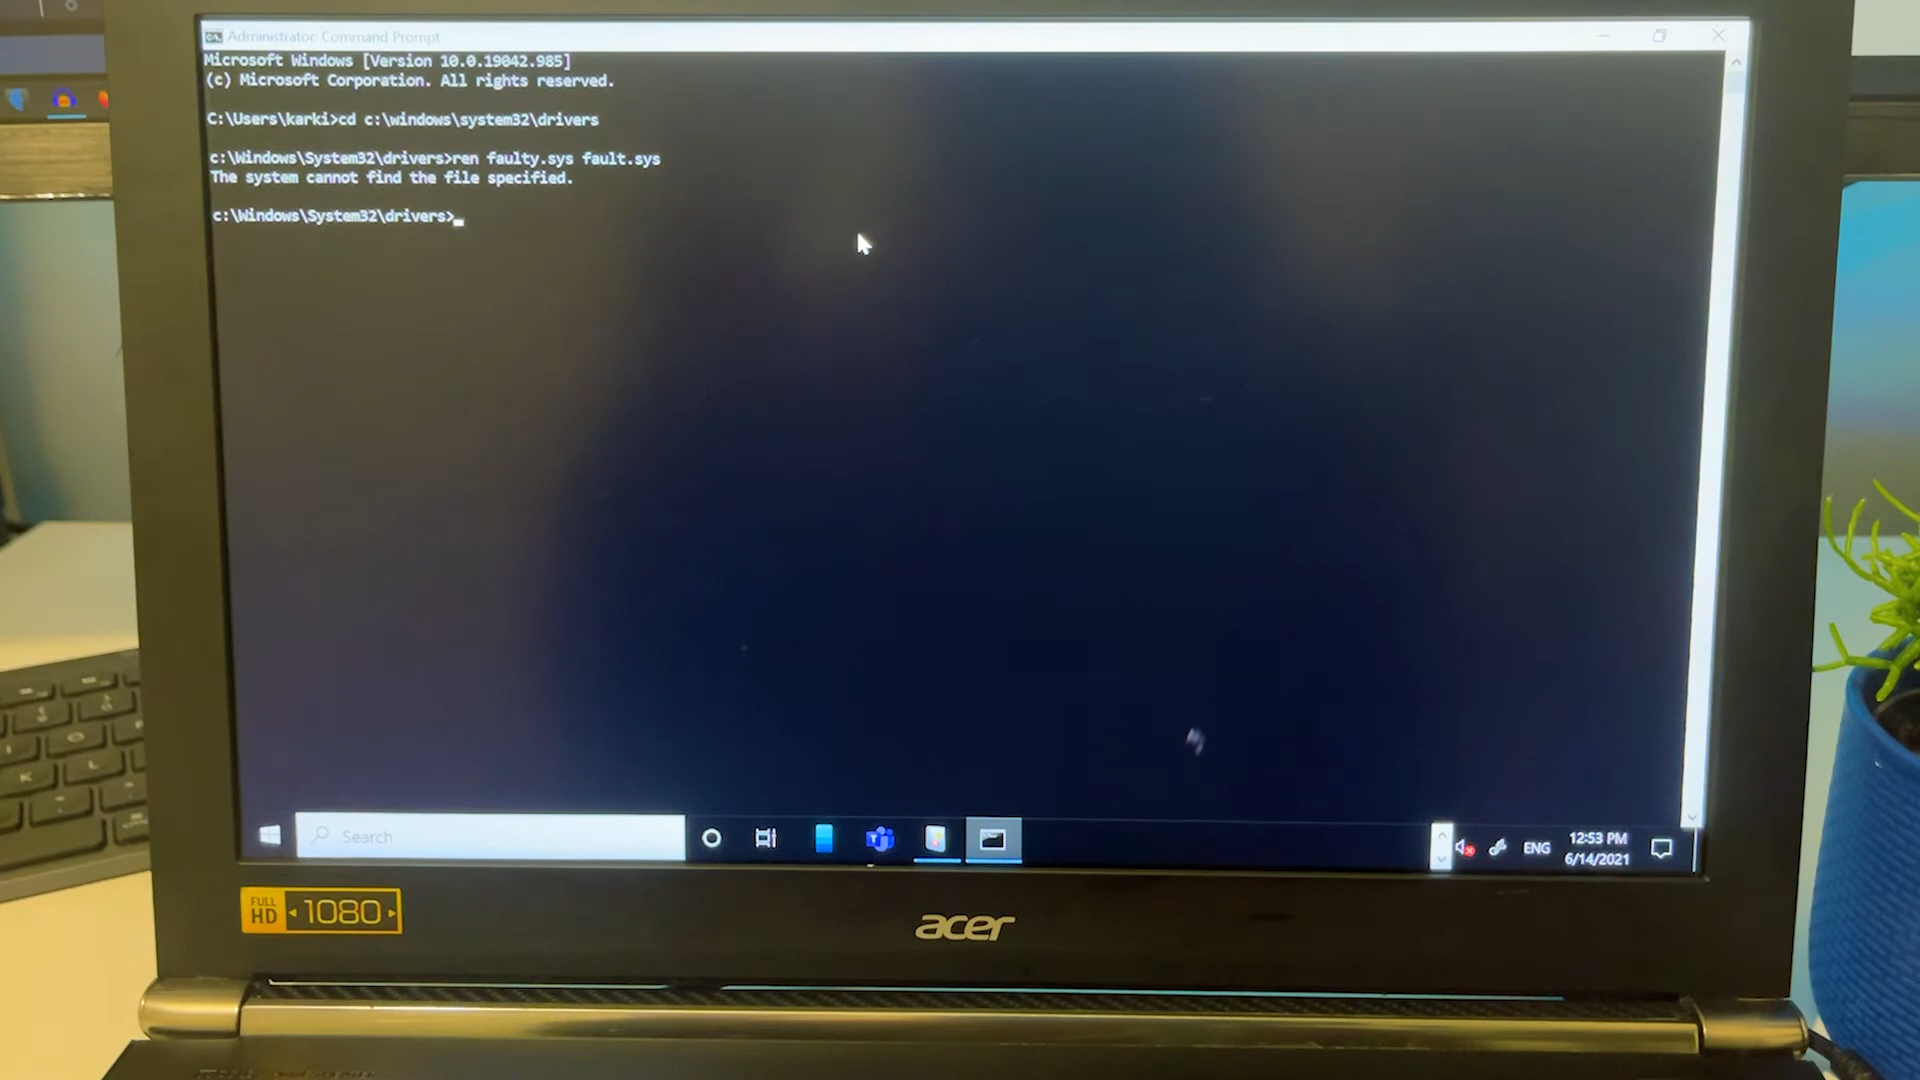 Administrator: Command Prompt
Microsoft Windows [Version 10.0.19042.985]
(c) Microsoft Corporation. All rights reserved.
C:\Users\karki>cd c:\windows\system32\drivers
c:\Windows\System32\drivers>ren faulty.sys fault.sys
The system cannot find the file specified.
c:\Windows\System32\drivers>
Search
ENG
12:53 PM
6/14/2021
FULL
HD
1080
acer